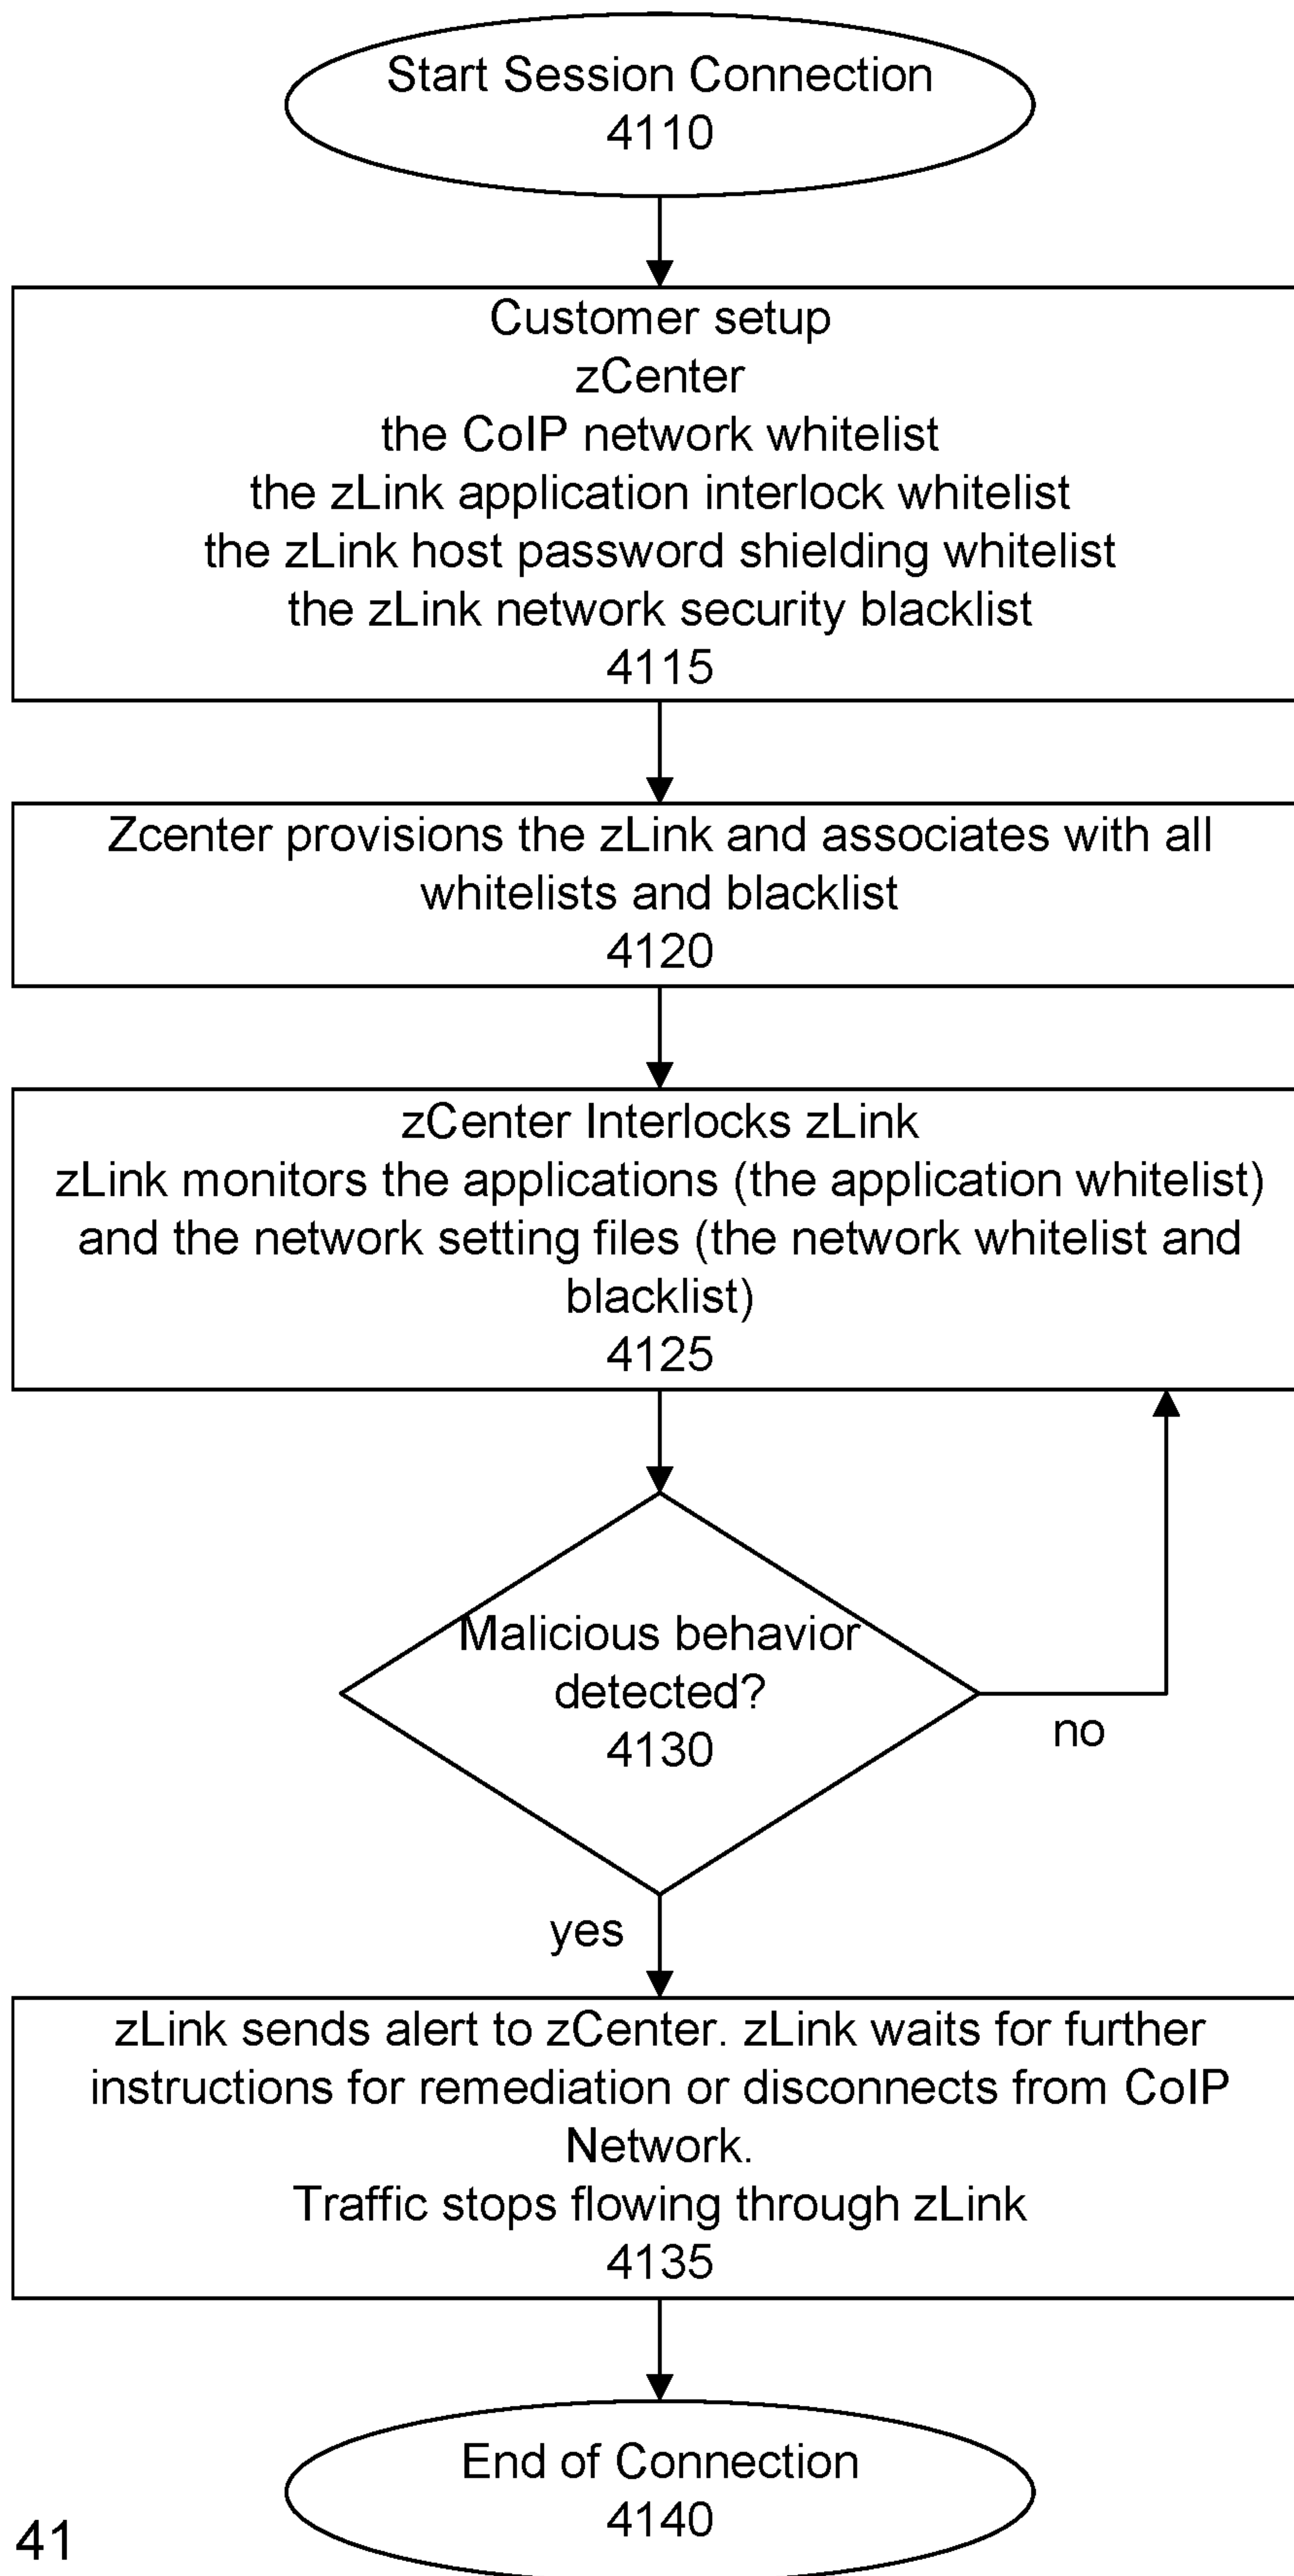 Start Session Connection
4110
Customer setup
zCenter
the CoIP network whitelist
the zLink application interlock whitelist
the zLink host password shielding whitelist
the zLink network security blacklist
4115
Zcenter provisions the zLink and associates with all
whitelists and blacklist
4120
zCenter Interlocks zLink
zLink monitors the applications (the application whitelist)
and the network setting files (the network whitelist and
blacklist)
4125
Malicious behavior
detected?
4130
no
yes
zLink sends alert to zCenter. zLink waits for further
instructions for remediation or disconnects from CoIP
Network.
Traffic stops flowing through zLink
4135
End of Connection
4140
41